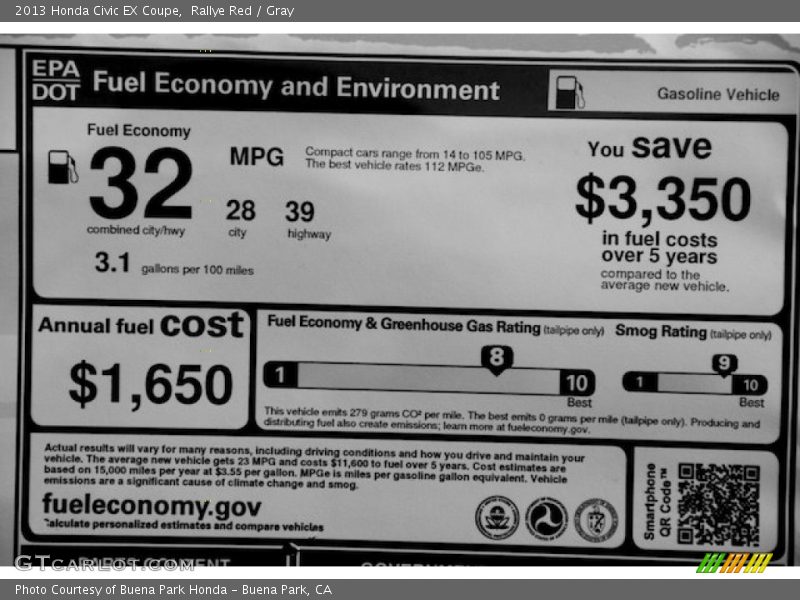 2013 Honda Civic EX Coupe, Rallye Red / Gray
EPA
DOT
Fuel Economy and Environment
Gasoline Vehicle
Fuel Economy
32
MPG
combined city/hwy
28
city
39
highway
3.1 gallons per 100 miles
Compact cars range from 14 to 105 MPG.
The best vehicle rates 112 MPGe.
You save
$3,350
in fuel costs
over 5 years
compared to the
average new vehicle.
Annual fuel cost
$1,650
Fuel Economy & Greenhouse Gas Rating (tailpipe only)
1
8
10
Best
Smog Rating (tailpipe only)
1
9
10
Best
This vehicle emits 279 grams CO² per mile. The best emits 0 grams per mile (tailpipe only). Producing and
distributing fuel also create emissions; learn more at fueleconomy.gov.
Actual results will vary for many reasons, including driving conditions and how you drive and maintain your
vehicle. The average new vehicle gets 23 MPG and costs $11,600 to fuel over 5 years. Cost estimates are
based on 15,000 miles per year at $3.55 per gallon. MPGe is miles per gasoline gallon equivalent. Vehicle
emissions are a significant cause of climate change and smog.
fueleconomy.gov
Calculate personalized estimates and compare vehicles
Smartphone
QR Code™
GTCARLOT.COM
Photo Courtesy of Buena Park Honda - Buena Park, CA